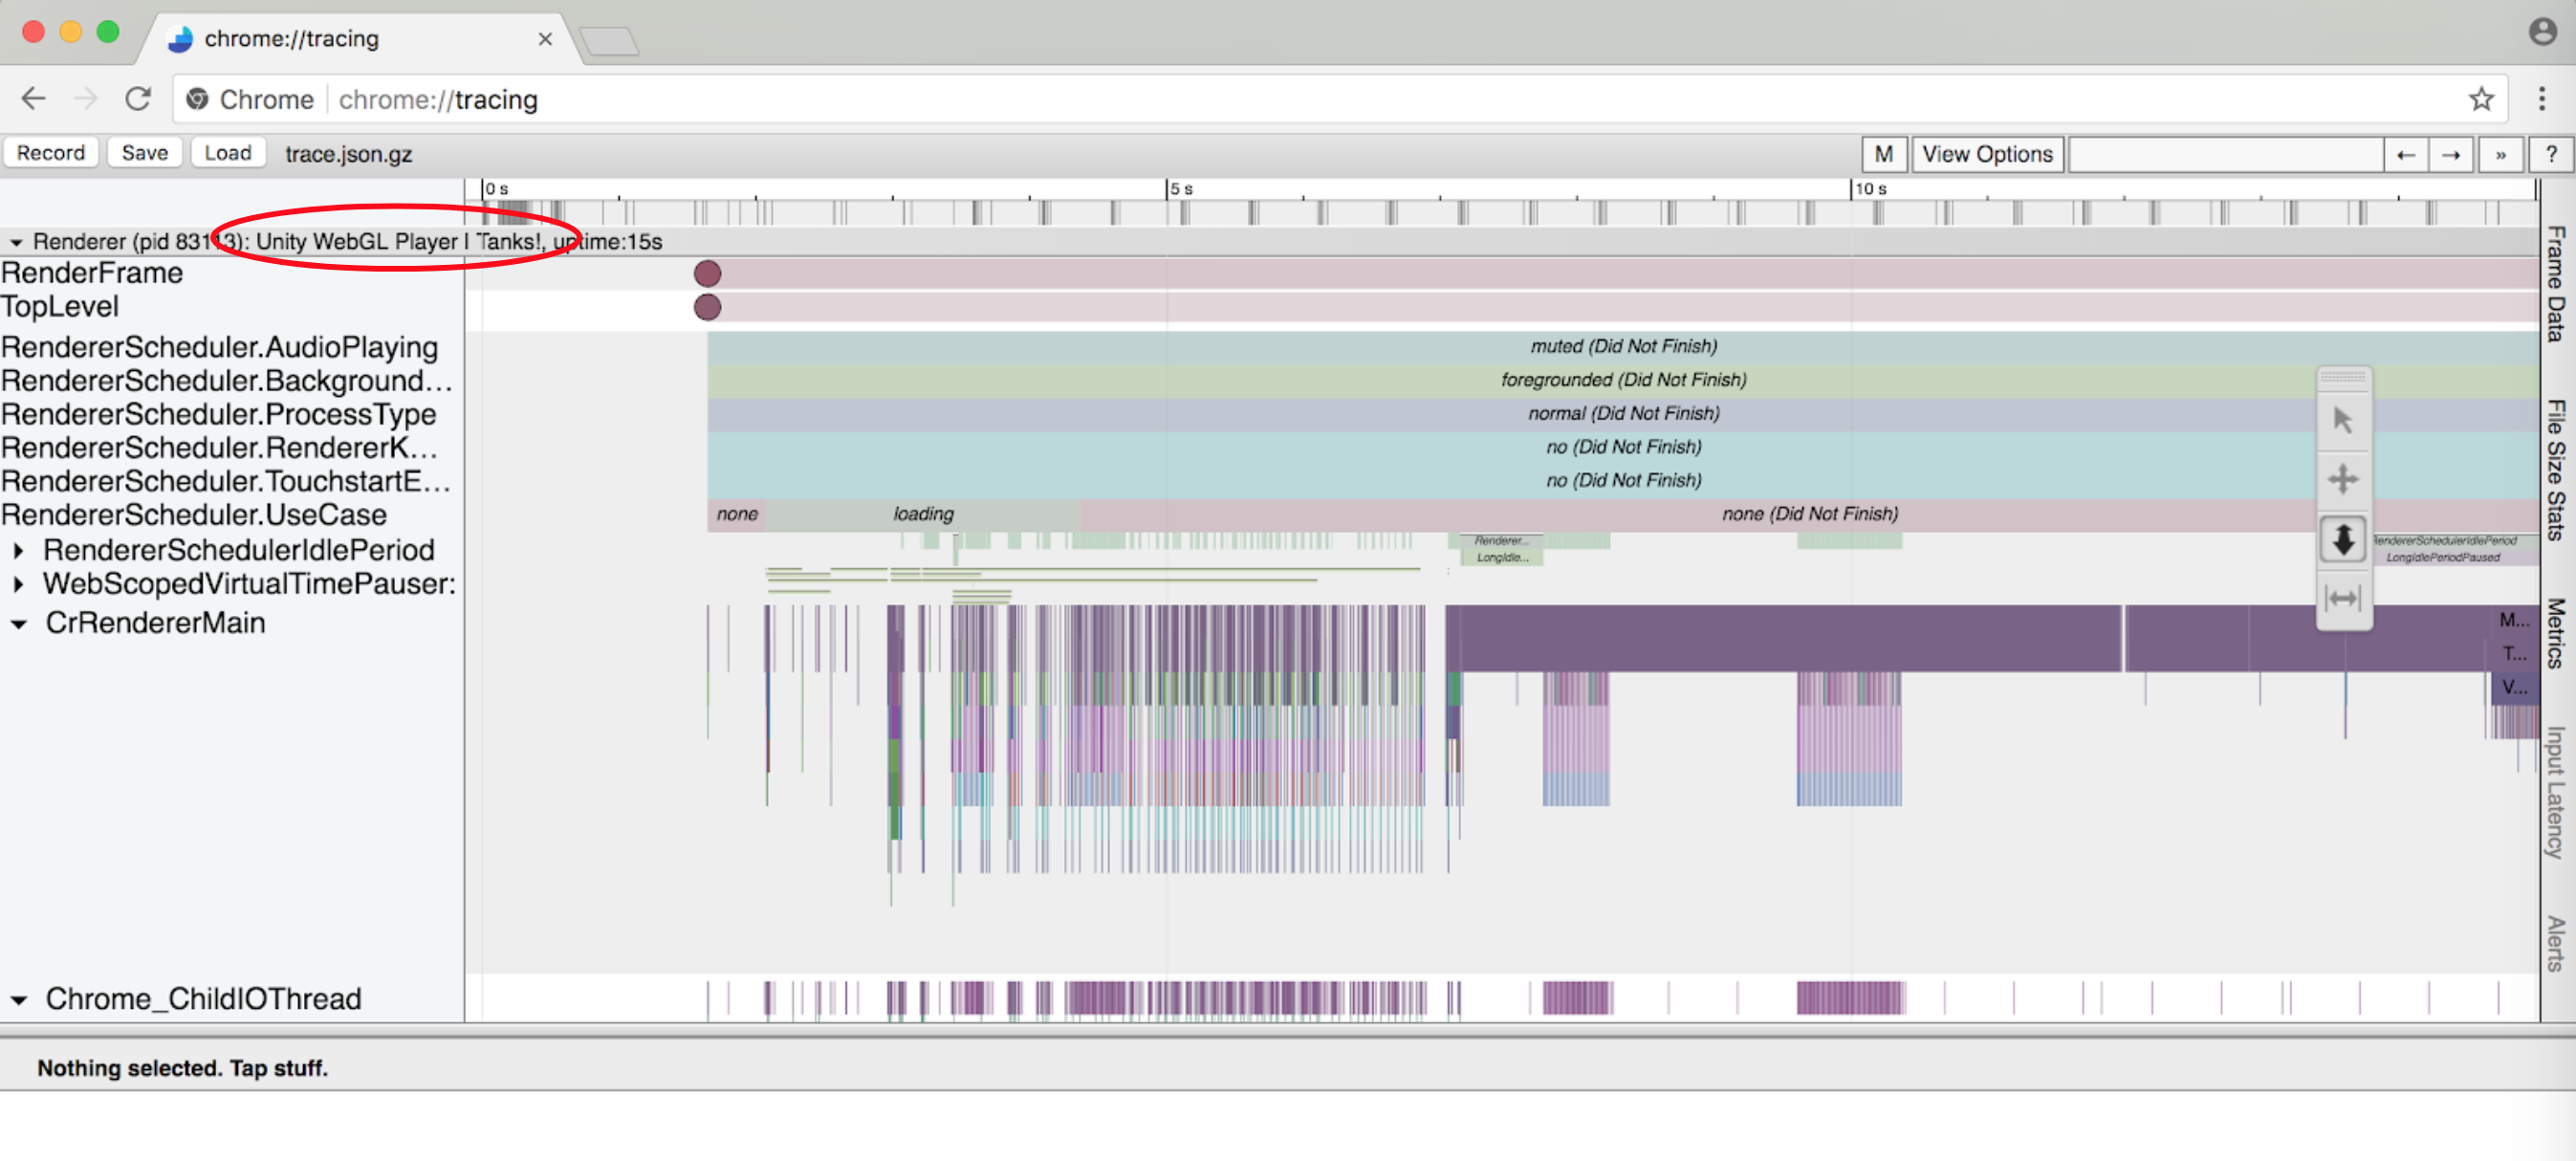 chrome://tracing
Chrome chrome://tracing
Record Save Load trace.json.gz M View Options ← → » ?
0 s 5 s 10 s
Renderer (pid 83113): Unity WebGL Player | Tanks!, uptime:15s
RenderFrame
TopLevel
RendererScheduler.AudioPlaying muted (Did Not Finish)
RendererScheduler.Background... foregrounded (Did Not Finish)
RendererScheduler.ProcessType normal (Did Not Finish)
RendererScheduler.RendererK... no (Did Not Finish)
RendererScheduler.TouchstartE... no (Did Not Finish)
RendererScheduler.UseCase none loading none (Did Not Finish)
RendererSchedulerIdlePeriod Renderer... RendererSchedulerIdlePeriod
LongIdle... LongIdlePeriodPaused
WebScopedVirtualTimePauser:
CrRendererMain M...
T...
V...
Chrome_ChildIOThread
Frame Data
File Size Stats
Metrics
Input Latency
Alerts
Nothing selected. Tap stuff.